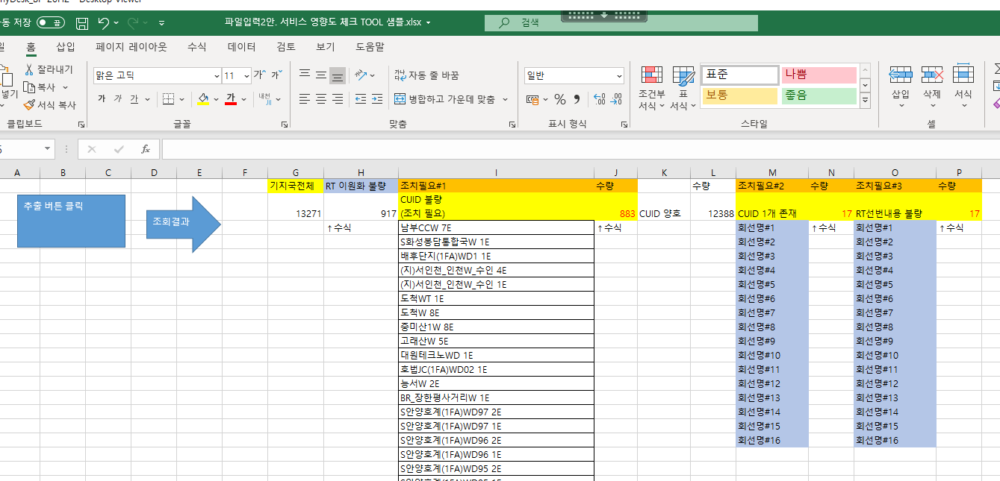 Desktop Viewer
동 저장 끔 파일입력2안. 서비스 영향도 체크 TOOL 샘플.xlsx 검색
홈 삽입 페이지 레이아웃 수식 데이터 검토 보기 도움말
잘라내기
복사
서식 복사
클립보드
맑은 고딕 11 가 가
가 가 가 가 내천
글꼴
자동 줄 바꿈
병합하고 가운데 맞춤
맞춤
일반
% 9
표시 형식
조건부 서식
표 서식
표준 나쁨
보통 좋음
스타일
삽입 삭제 서식
셀
fx
A B C D E F G H I J K L M N O P
기지국전체 RT 이원화 불량 조치필요#1 수량 수량 조치필요#2 수량 조치필요#3 수량
추출 버튼 클릭
조회결과
CUID 불량
13271 917 (조치 필요) 883 CUID 양호 12388 CUID 1개 존재 17 RT선번내용 불량 17
↑수식 남부CCW 7E ↑수식 회선명#1 ↑수식 회선명#1 ↑수식
S화성봉담통합국W 1E 회선명#2 회선명#2
배후단지(1FA)WD1 1E 회선명#3 회선명#3
(지)서인천_인천W_수인 4E 회선명#4 회선명#4
(지)서인천_인천W_수인 1E 회선명#5 회선명#5
도척WT 1E 회선명#6 회선명#6
도척W 8E 회선명#7 회선명#7
중미산1W 8E 회선명#8 회선명#8
고래산W 5E 회선명#9 회선명#9
대원테크노WD 1E 회선명#10 회선명#10
호법JC(1FA)WD02 1E 회선명#11 회선명#11
능서W 2E 회선명#12 회선명#12
BR_장한평사거리W 1E 회선명#13 회선명#13
S안양호계(1FA)WD97 2E 회선명#14 회선명#14
S안양호계(1FA)WD97 1E 회선명#15 회선명#15
S안양호계(1FA)WD96 2E 회선명#16 회선명#16
S안양호계(1FA)WD96 1E
S안양호계(1FA)WD95 2E